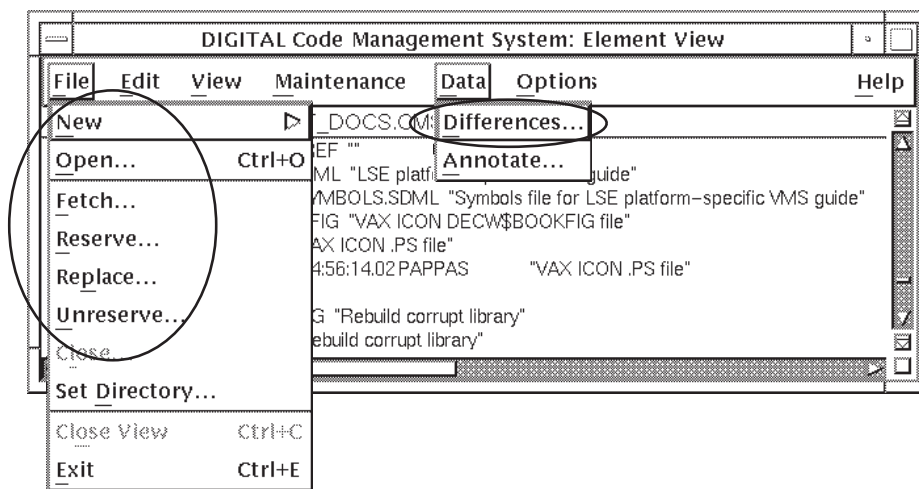 DIGITAL Code Management System: Element View
File Edit View Maintenance Data Options Help
New T_DOCS.CMS Differences...
Open... Ctrl+O EF "" Annotate...
ML "LSE platf guide"
Fetch... YMBOLS.SDML "Symbols file for LSE platform-specific VMS guide"
FIG "VAX ICON DECW$BOOKFIG file"
Reserve... AX ICON .PS file"
Replace... 4:56:14.02 PAPPAS "VAX ICON .PS file"
Unreserve... G "Rebuild corrupt library"
ebuild corrupt library"
Close...
Set Directory...
Close View Ctrl+C
Exit Ctrl+E